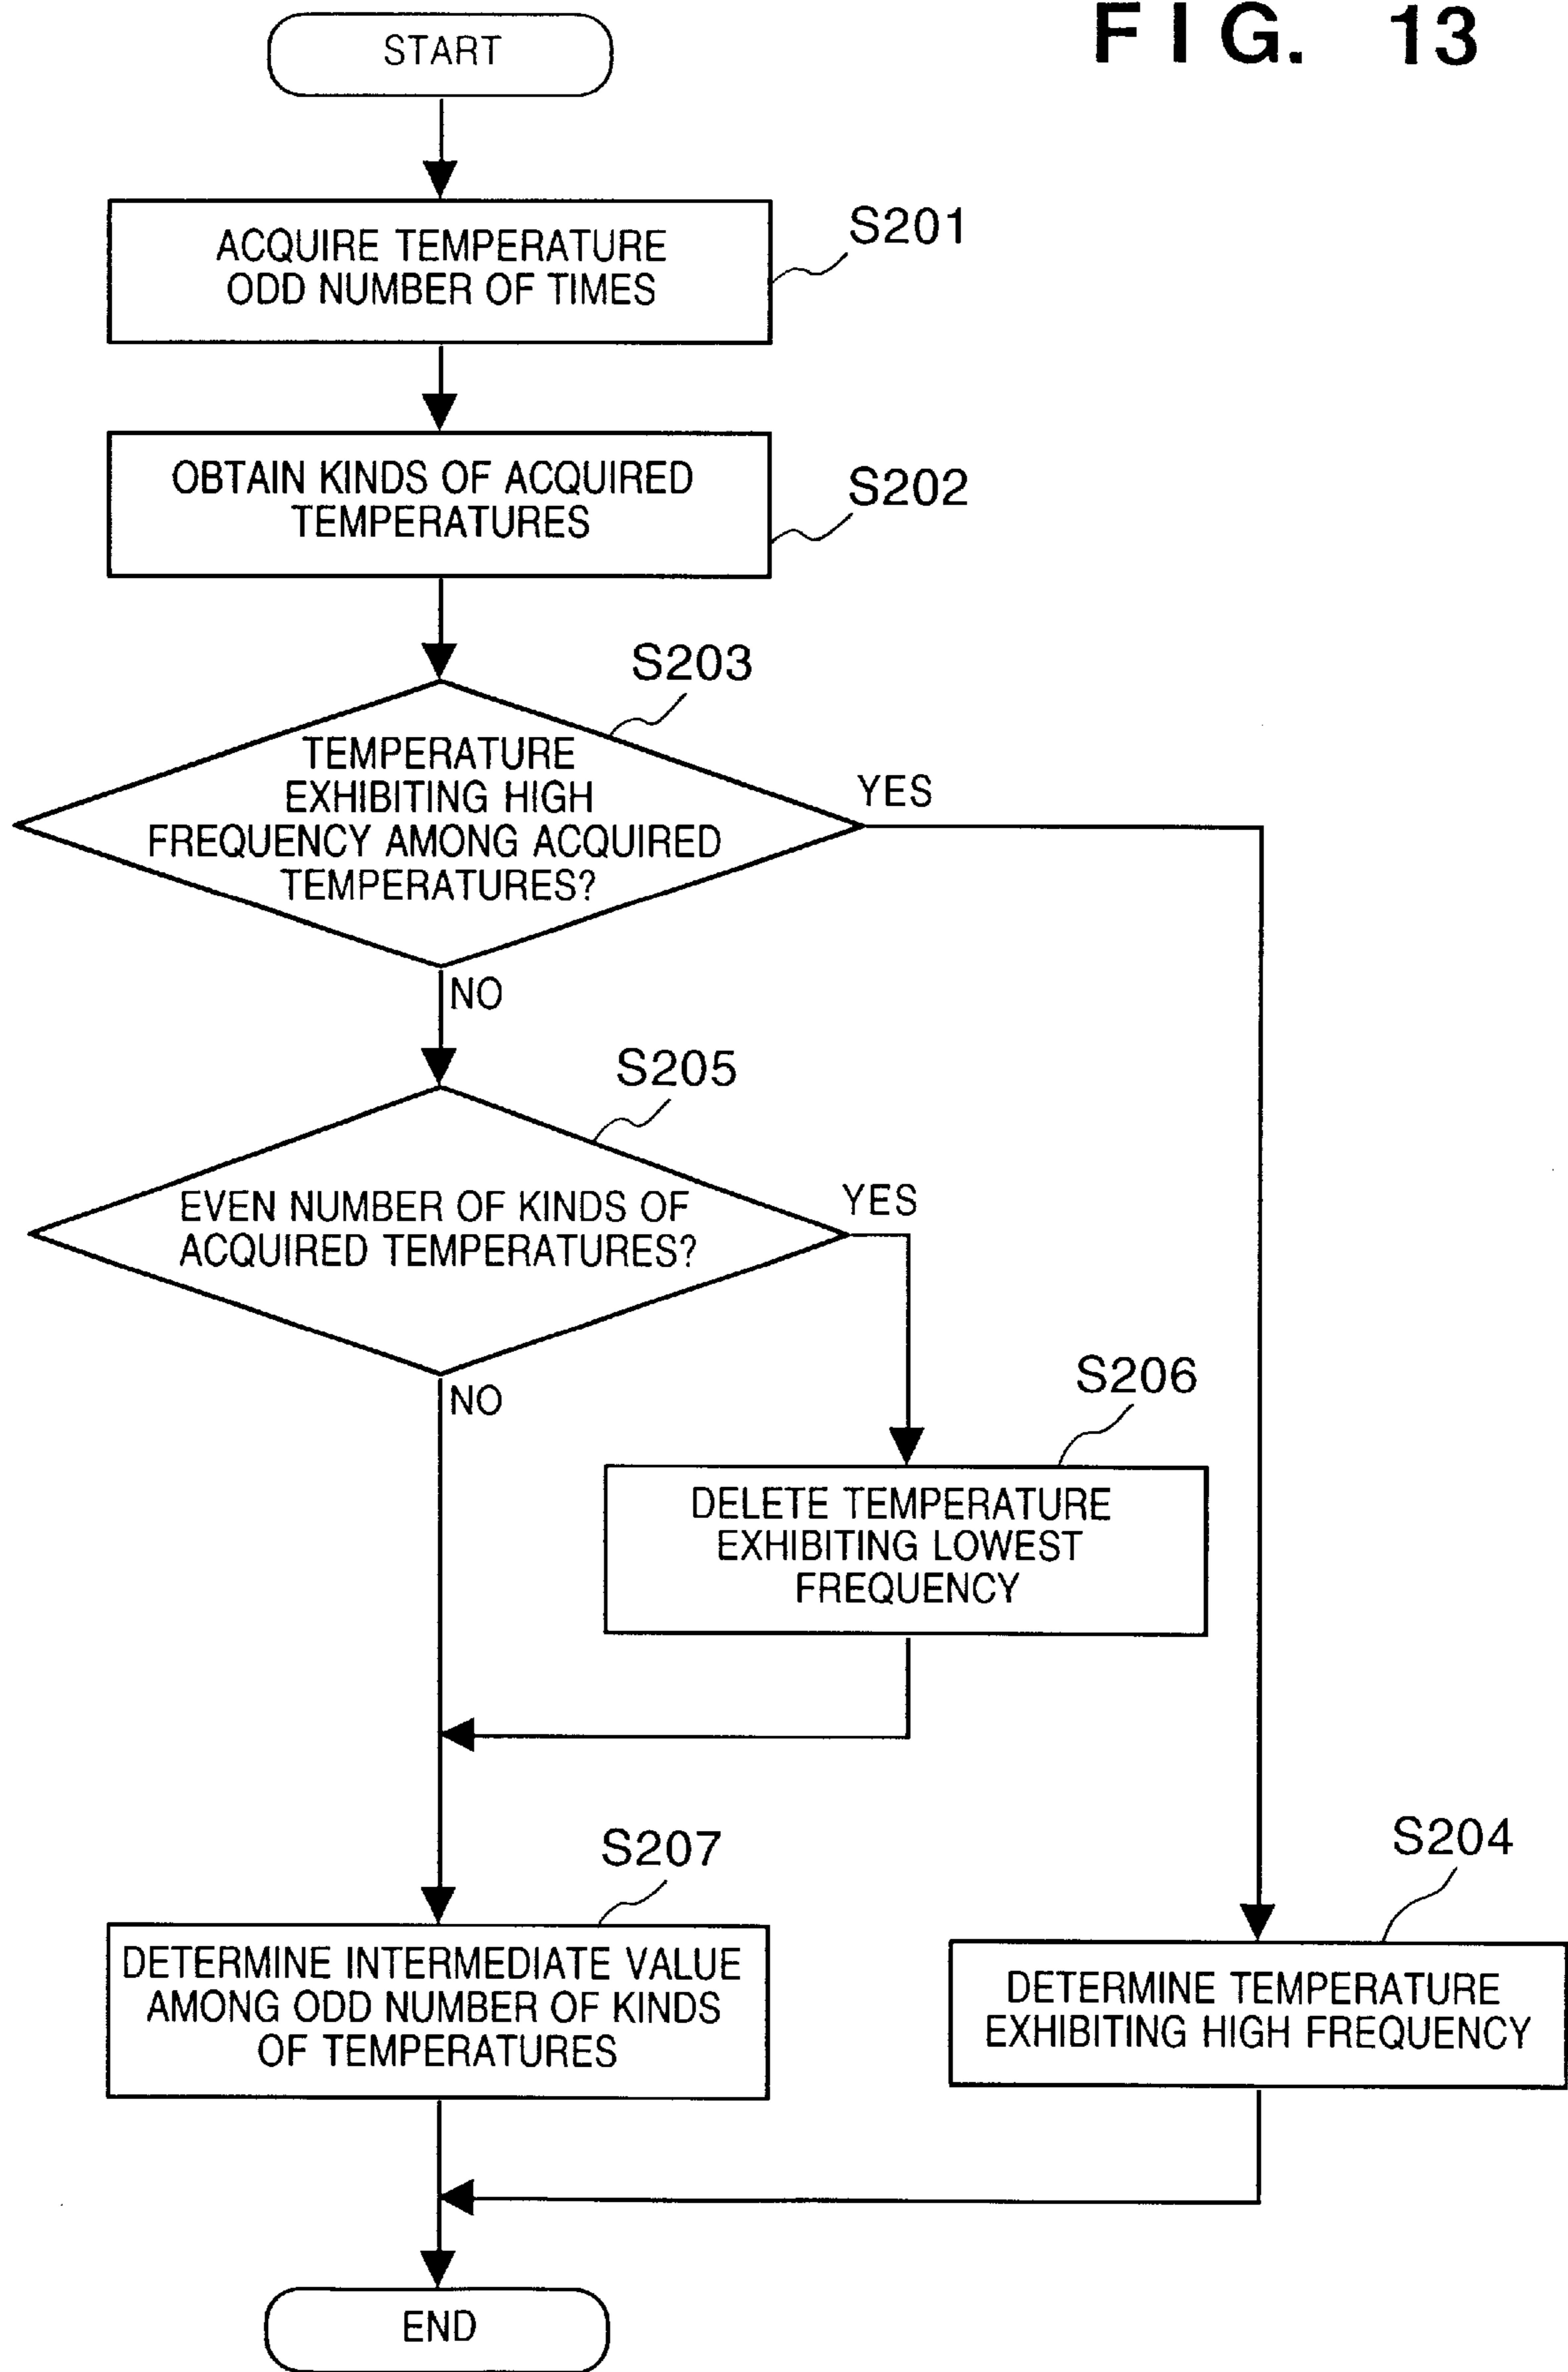 FIG. 13
START
ACQUIRE TEMPERATURE
ODD NUMBER OF TIMES
S201
OBTAIN KINDS OF ACQUIRED
TEMPERATURES
S202
S203
TEMPERATURE
EXHIBITING HIGH
FREQUENCY AMONG ACQUIRED
TEMPERATURES?
YES
NO
S205
EVEN NUMBER OF KINDS OF
ACQUIRED TEMPERATURES?
YES
NO
S206
DELETE TEMPERATURE
EXHIBITING LOWEST
FREQUENCY
S207
DETERMINE INTERMEDIATE VALUE
AMONG ODD NUMBER OF KINDS
OF TEMPERATURES
S204
DETERMINE TEMPERATURE
EXHIBITING HIGH FREQUENCY
END